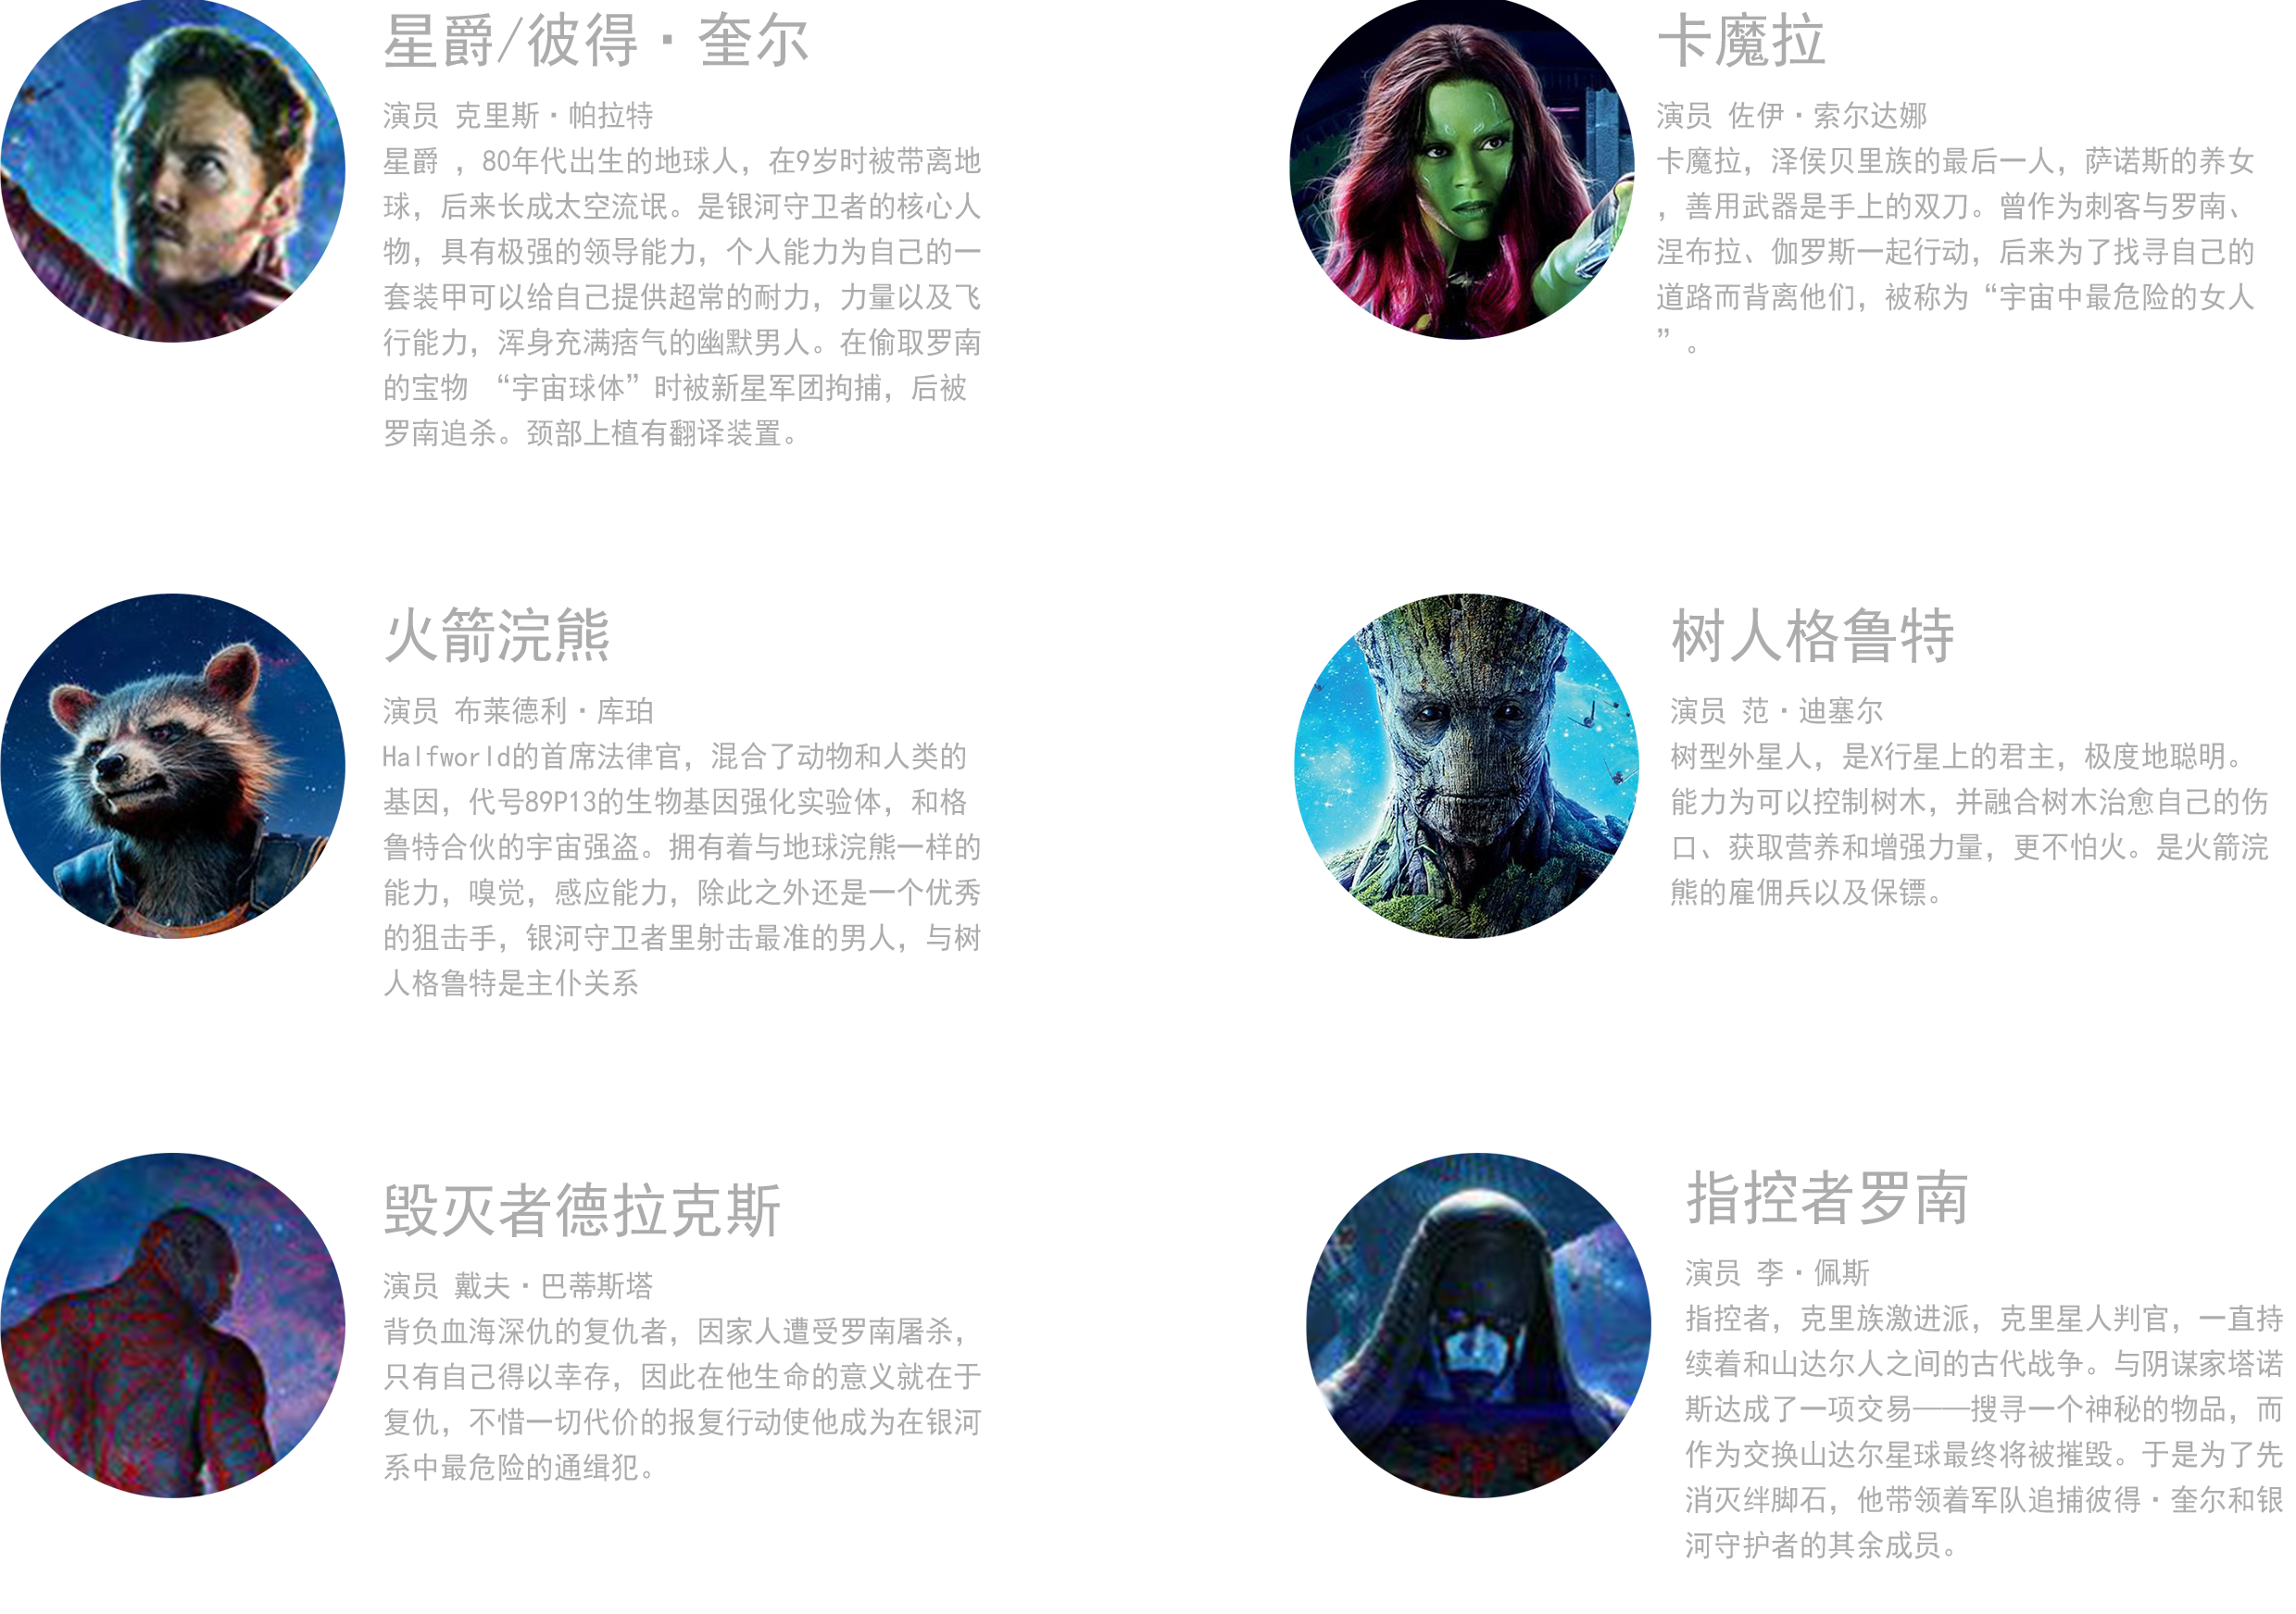 星爵/彼得·奎尔
演员 克里斯·帕拉特
星爵 ，80年代出生的地球人，在9岁时被带离地
球，后来长成太空流氓。是银河守卫者的核心人
物，具有极强的领导能力，个人能力为自己的一
套装甲可以给自己提供超常的耐力，力量以及飞
行能力，浑身充满痞气的幽默男人。在偷取罗南
的宝物 “宇宙球体”时被新星军团拘捕，后被
罗南追杀。颈部上植有翻译装置。
卡魔拉
演员 佐伊·索尔达娜
卡魔拉，泽侯贝里族的最后一人，萨诺斯的养女
，善用武器是手上的双刀。曾作为刺客与罗南、
涅布拉、伽罗斯一起行动，后来为了找寻自己的
道路而背离他们，被称为“宇宙中最危险的女人
”。
火箭浣熊
演员 布莱德利·库珀
Halfworld的首席法律官，混合了动物和人类的
基因，代号89P13的生物基因强化实验体，和格
鲁特合伙的宇宙强盗。拥有着与地球浣熊一样的
能力，嗅觉，感应能力，除此之外还是一个优秀
的狙击手，银河守卫者里射击最准的男人，与树
人格鲁特是主仆关系
树人格鲁特
演员 范·迪塞尔
树型外星人，是X行星上的君主，极度地聪明。
能力为可以控制树木，并融合树木治愈自己的伤
口、获取营养和增强力量，更不怕火。是火箭浣
熊的雇佣兵以及保镖。
毁灭者德拉克斯
演员 戴夫·巴蒂斯塔
背负血海深仇的复仇者，因家人遭受罗南屠杀，
只有自己得以幸存，因此在他生命的意义就在于
复仇，不惜一切代价的报复行动使他成为在银河
系中最危险的通缉犯。
指控者罗南
演员 李·佩斯
指控者，克里族激进派，克里星人判官，一直持
续着和山达尔人之间的古代战争。与阴谋家塔诺
斯达成了一项交易——搜寻一个神秘的物品，而
作为交换山达尔星球最终将被摧毁。于是为了先
消灭绊脚石，他带领着军队追捕彼得·奎尔和银
河守护者的其余成员。